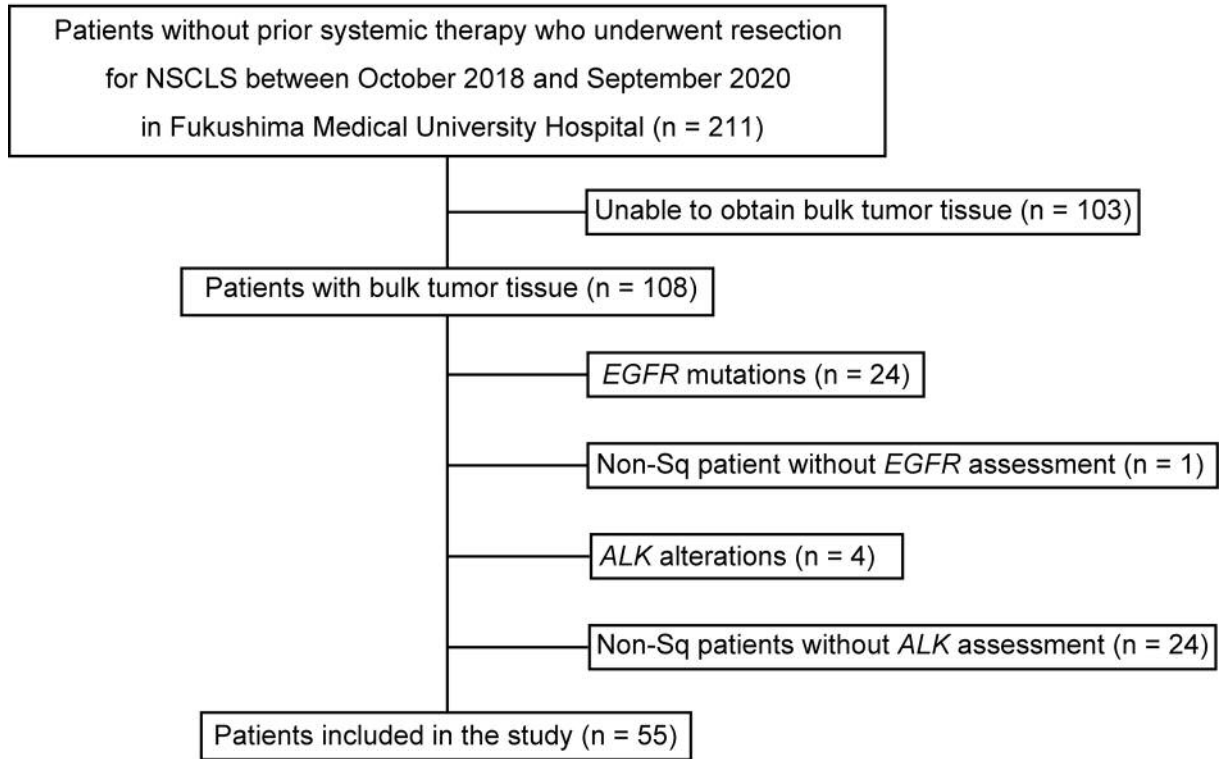 Patients without prior systemic therapy who underwent resection
for NSCLS between October 2018 and September 2020
in Fukushima Medical University Hospital (n = 211)
Unable to obtain bulk tumor tissue (n = 103)
Patients with bulk tumor tissue (n = 108)
EGFR mutations (n = 24)
Non-Sq patient without EGFR assessment (n = 1)
ALK alterations (n = 4)
Non-Sq patients without ALK assessment (n = 24)
Patients included in the study (n = 55)